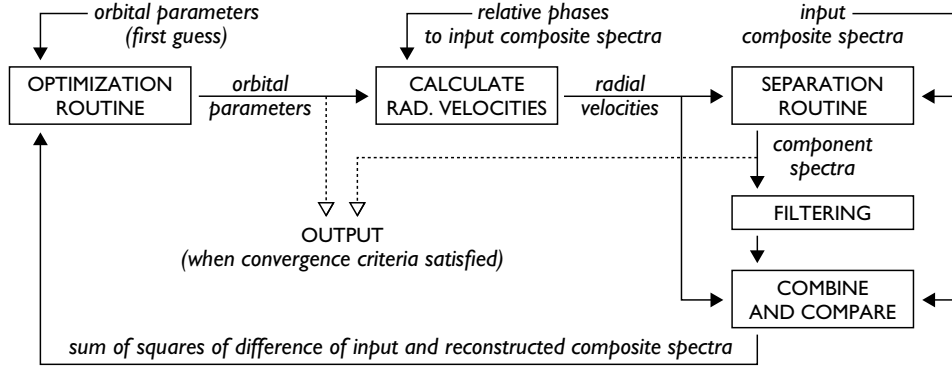 orbital parameters
(first guess)
relative phases
to input composite spectra
input
composite spectra
OPTIMIZATION
ROUTINE
orbital
parameters
CALCULATE
RAD. VELOCITIES
radial
velocities
SEPARATION
ROUTINE
component
spectra
FILTERING
OUTPUT
(when convergence criteria satisfied)
COMBINE
AND COMPARE
sum of squares of difference of input and reconstructed composite spectra